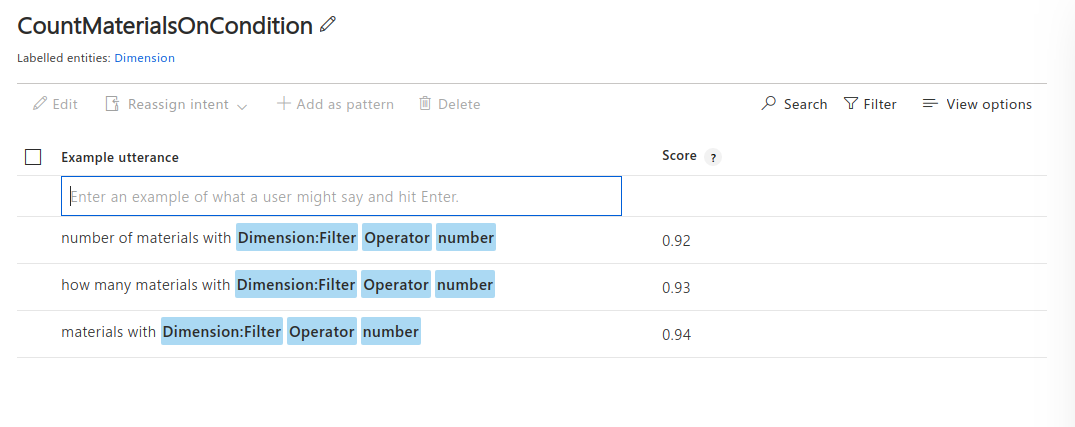 CountMaterialsOnCondition
Labelled entities: Dimension
Edit Reassign intent Add as pattern Delete Search Filter View options
Example utterance Score ?
Enter an example of what a user might say and hit Enter.
number of materials with Dimension:Filter Operator number 0.92
how many materials with Dimension:Filter Operator number 0.93
materials with Dimension:Filter Operator number 0.94